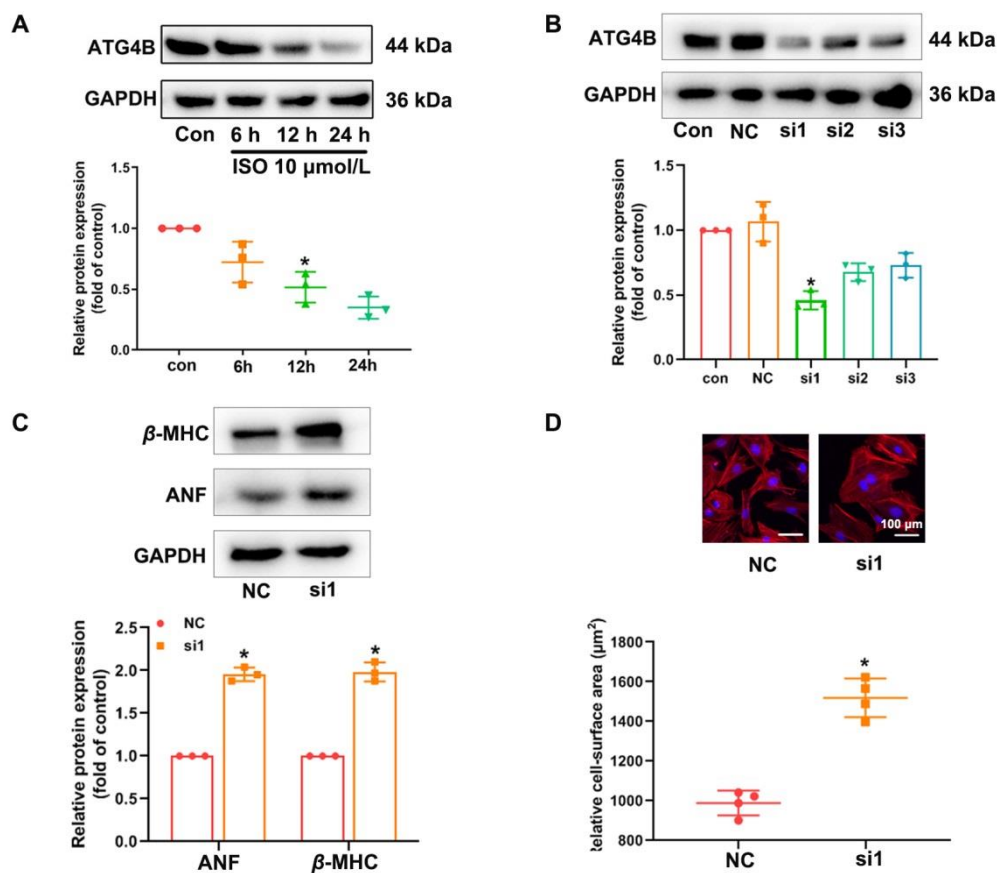 A
ATG4B
44 kDa
GAPDH
36 kDa
Con 6 h 12 h 24 h
ISO 10 μmol/L
Relative protein expression
(fold of control)
1.5
1.0
0.5
0.0
*
con 6h 12h 24h
B
ATG4B
44 kDa
GAPDH
36 kDa
Con NC si1 si2 si3
Relative protein expression
(fold of control)
1.5
1.0
0.5
0.0
*
con NC si1 si2 si3
C
β-MHC
ANF
GAPDH
NC si1
Relative protein expression
(fold of control)
NC
si1
2.5
2.0
1.5
1.0
0.5
0.0
* *
ANF β-MHC
D
100 μm
NC si1
Relative cell-surface area (μm²)
1800
1600
1400
1200
1000
800
*
NC si1